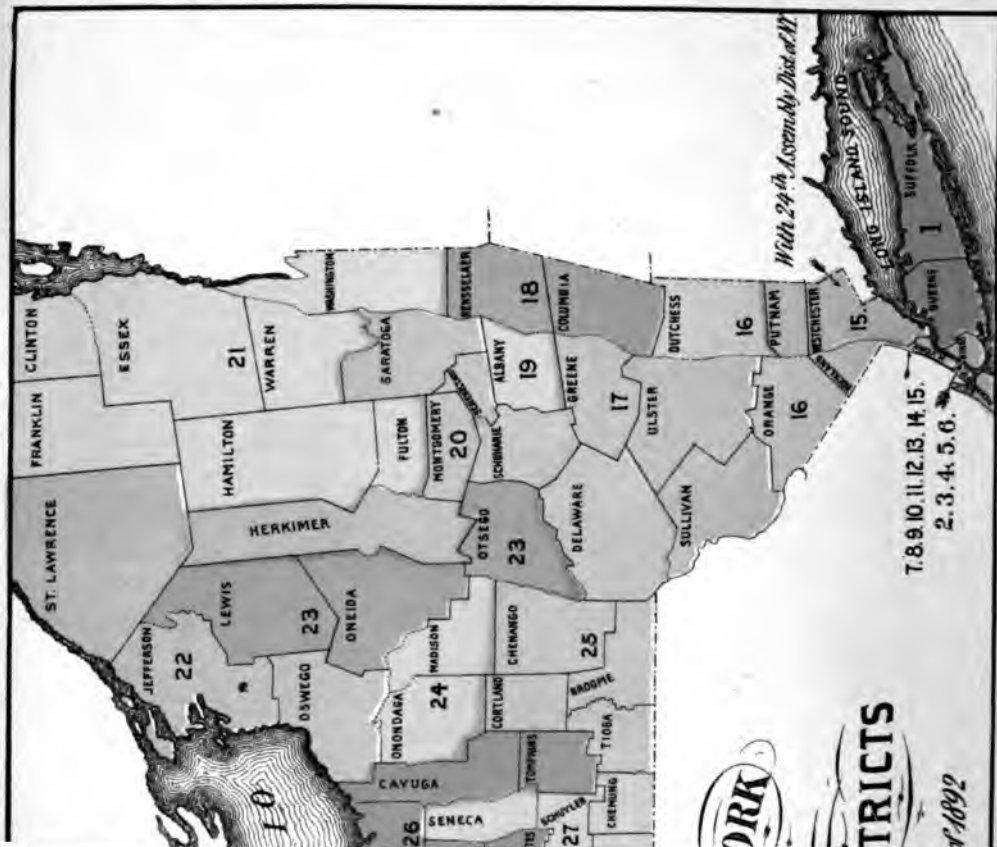 CLINTON
FRANKLIN
ST. LAWRENCE
ESSEX
21
WARREN
HAMILTON
HERKIMER
LEWIS
23
JEFFERSON
22
OSWEGO
ONEIDA
WASHINGTON
SARATOGA
FULTON
MONTGOMERY
20
RENSSELAER
18
COLUMBIA
ALBANY
19
SCHOHARIE
GREENE
17
OTSEGO
23
MADISON
ONONDAGA
24
CHENANGO
25
CORTLAND
BROOME
TIOGA
CAYUGA
TOMPKINS
SENECA
26
SCHUYLER
27
CHEMUNG
DELAWARE
ULSTER
SULLIVAN
ORANGE
16
DUTCHESS
16
PUTNAM
WESTCHESTER
15.
With 24th Assembly Dist of N.Y.
LONG ISLAND SOUND.
SUFFOLK
1
QUEENS
7.8.9.10.11.12.13.14.15.
2.3.4.5.6.
ORK
TRICTS
1892